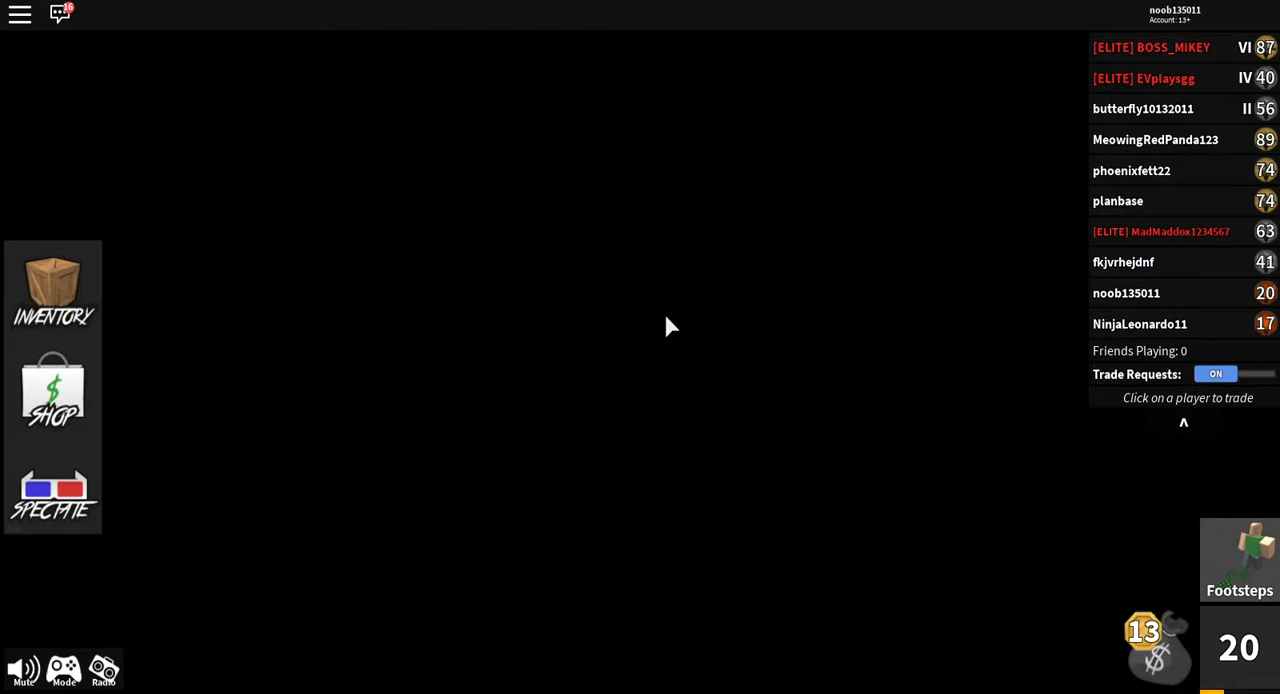 16
noob135011
Account: 13+
[ELITE] BOSS_MIKEY VI 87
[ELITE] EVplaysgg IV 40
butterfly10132011 II 56
MeowingRedPanda123 89
phoenixfett22 74
planbase 74
[ELITE] MadMaddox1234567 63
fkjvrhejdnf 41
noob135011 20
NinjaLeonardo11 17
Friends Playing: 0
Trade Requests: ON
Click on a player to trade
INVENTORY
$
SHOP
SPECTATE
Footsteps
13
$
20
Mute
Mode
Radio